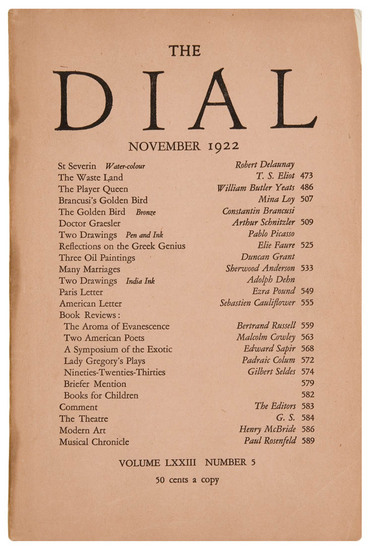 THE
DIAL
NOVEMBER 1922
St Severin Water-colour Robert Delaunay
The Waste Land T. S. Eliot 473
The Player Queen William Butler Yeats 486
Brancusi's Golden Bird Mina Loy 507
The Golden Bird Bronze Constantin Brancusi
Doctor Graesler Arthur Schnitzler 509
Two Drawings Pen and Ink Pablo Picasso
Reflections on the Greek Genius Elie Faure 525
Three Oil Paintings Duncan Grant
Many Marriages Sherwood Anderson 533
Two Drawings India Ink Adolph Dehn
Paris Letter Ezra Pound 549
American Letter Sebastien Cauliflower 555
Book Reviews:
The Aroma of Evanescence Bertrand Russell 559
Two American Poets Malcolm Cowley 563
A Symposium of the Exotic Edward Sapir 568
Lady Gregory's Plays Padraic Colum 572
Nineties-Twenties-Thirties Gilbert Seldes 574
Briefer Mention 579
Books for Children 582
Comment The Editors 583
The Theatre G. S. 584
Modern Art Henry McBride 586
Musical Chronicle Paul Rosenfeld 589
VOLUME LXXIII NUMBER 5
50 cents a copy